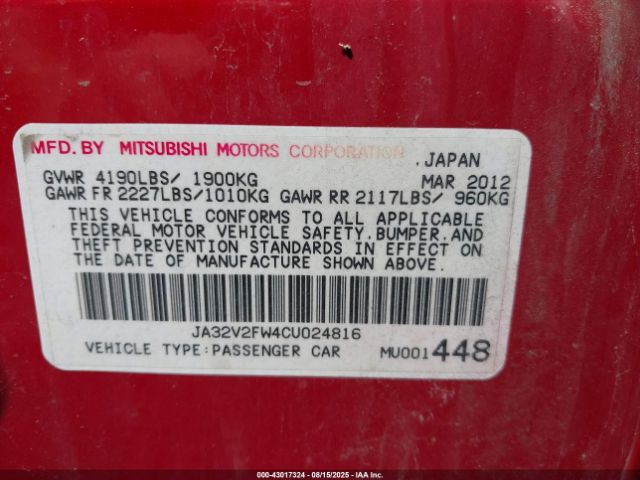 MFD. BY MITSUBISHI MOTORS CORPORATION
.JAPAN
GVWR 4190LBS/ 1900KG MAR 2012
GAWR FR 2227LBS/1010KG GAWR RR 2117LBS/ 960KG
THIS VEHICLE CONFORMS TO ALL APPLICABLE
FEDERAL MOTOR VEHICLE SAFETY.BUMPER.AND
THEFT PREVENTION STANDARDS IN EFFECT ON
THE DATE OF MANUFACTURE SHOWN ABOVE.
JA32V2FW4CU024816
VEHICLE TYPE:PASSENGER CAR MU001448
000-43017324 - 08/15/2025 - IAA Inc.